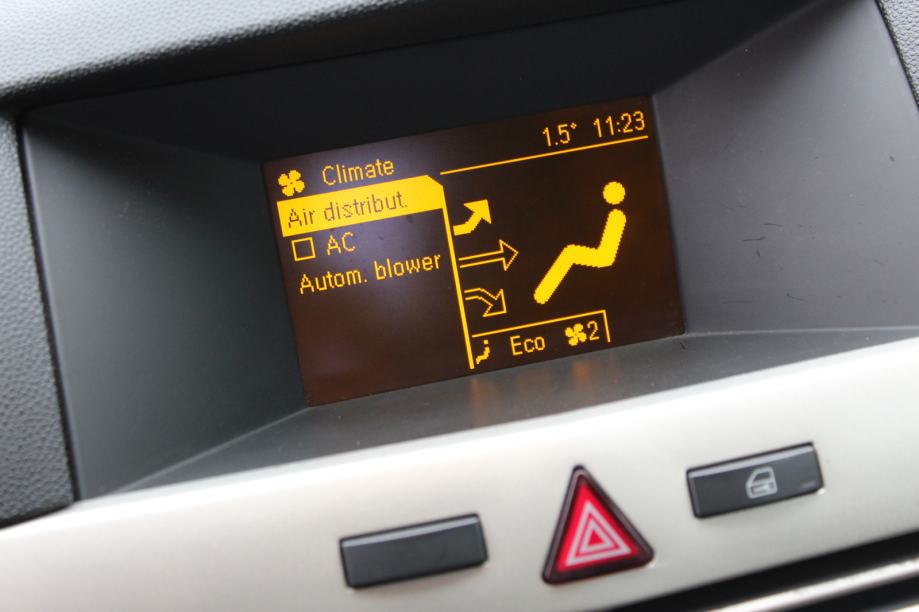 1.5° 11:23
Climate
Air distribut.
AC
Autom. blower
Eco 2